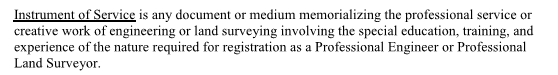 Instrument of Service is any document or medium memorializing the professional service or
creative work of engineering or land surveying involving the special education, training, and
experience of the nature required for registration as a Professional Engineer or Professional
Land Surveyor.